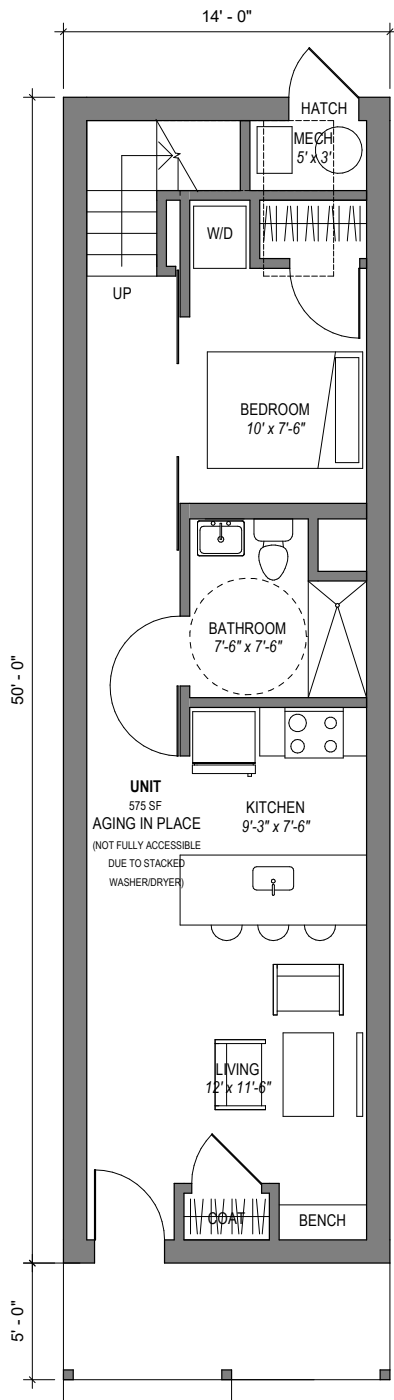 14' - 0"
HATCH
MECH
5' x 3'
W/D
UP
BEDROOM
10' x 7'-6"
BATHROOM
7'-6" x 7'-6"
50' - 0"
UNIT
575 SF
AGING IN PLACE
(NOT FULLY ACCESSIBLE
DUE TO STACKED
WASHER/DRYER)
KITCHEN
9'-3" x 7'-6"
LIVING
12' x 11'-6"
COAT
BENCH
5' - 0"